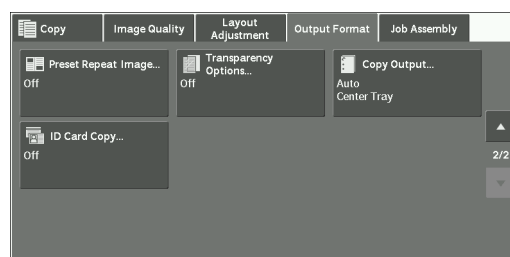 Copy
Image Quality
Layout
Adjustment
Output Format
Job Assembly
Preset Repeat Image...
Off
Transparency
Options...
Off
Copy Output...
Auto
Center Tray
ID Card Copy...
Off
2/2